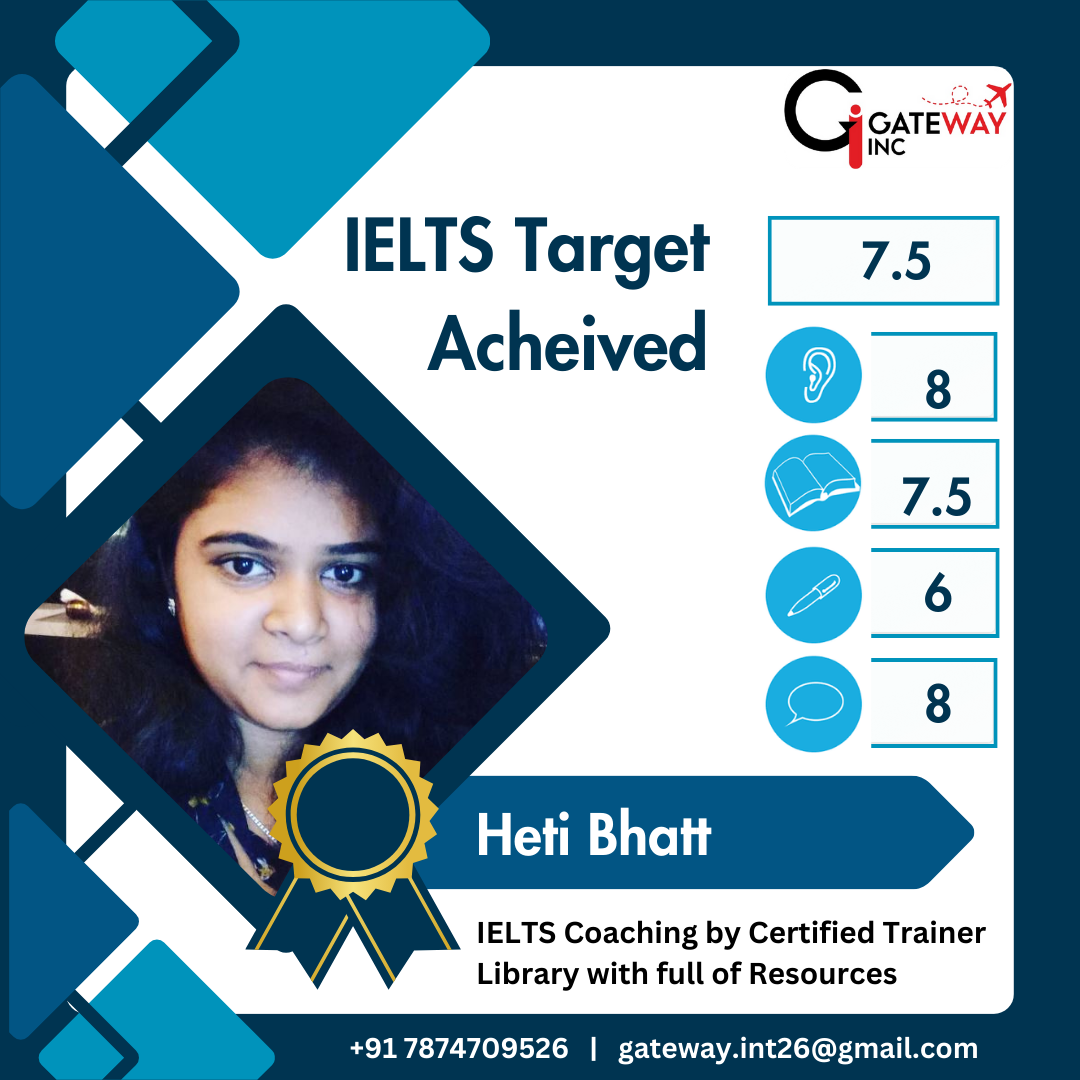 GATEWAY
INC
IELTS Target
Acheived
7.5
8
7.5
6
8
Heti Bhatt
IELTS Coaching by Certified Trainer
Library with full of Resources
+91 7874709526 | gateway.int26@gmail.com